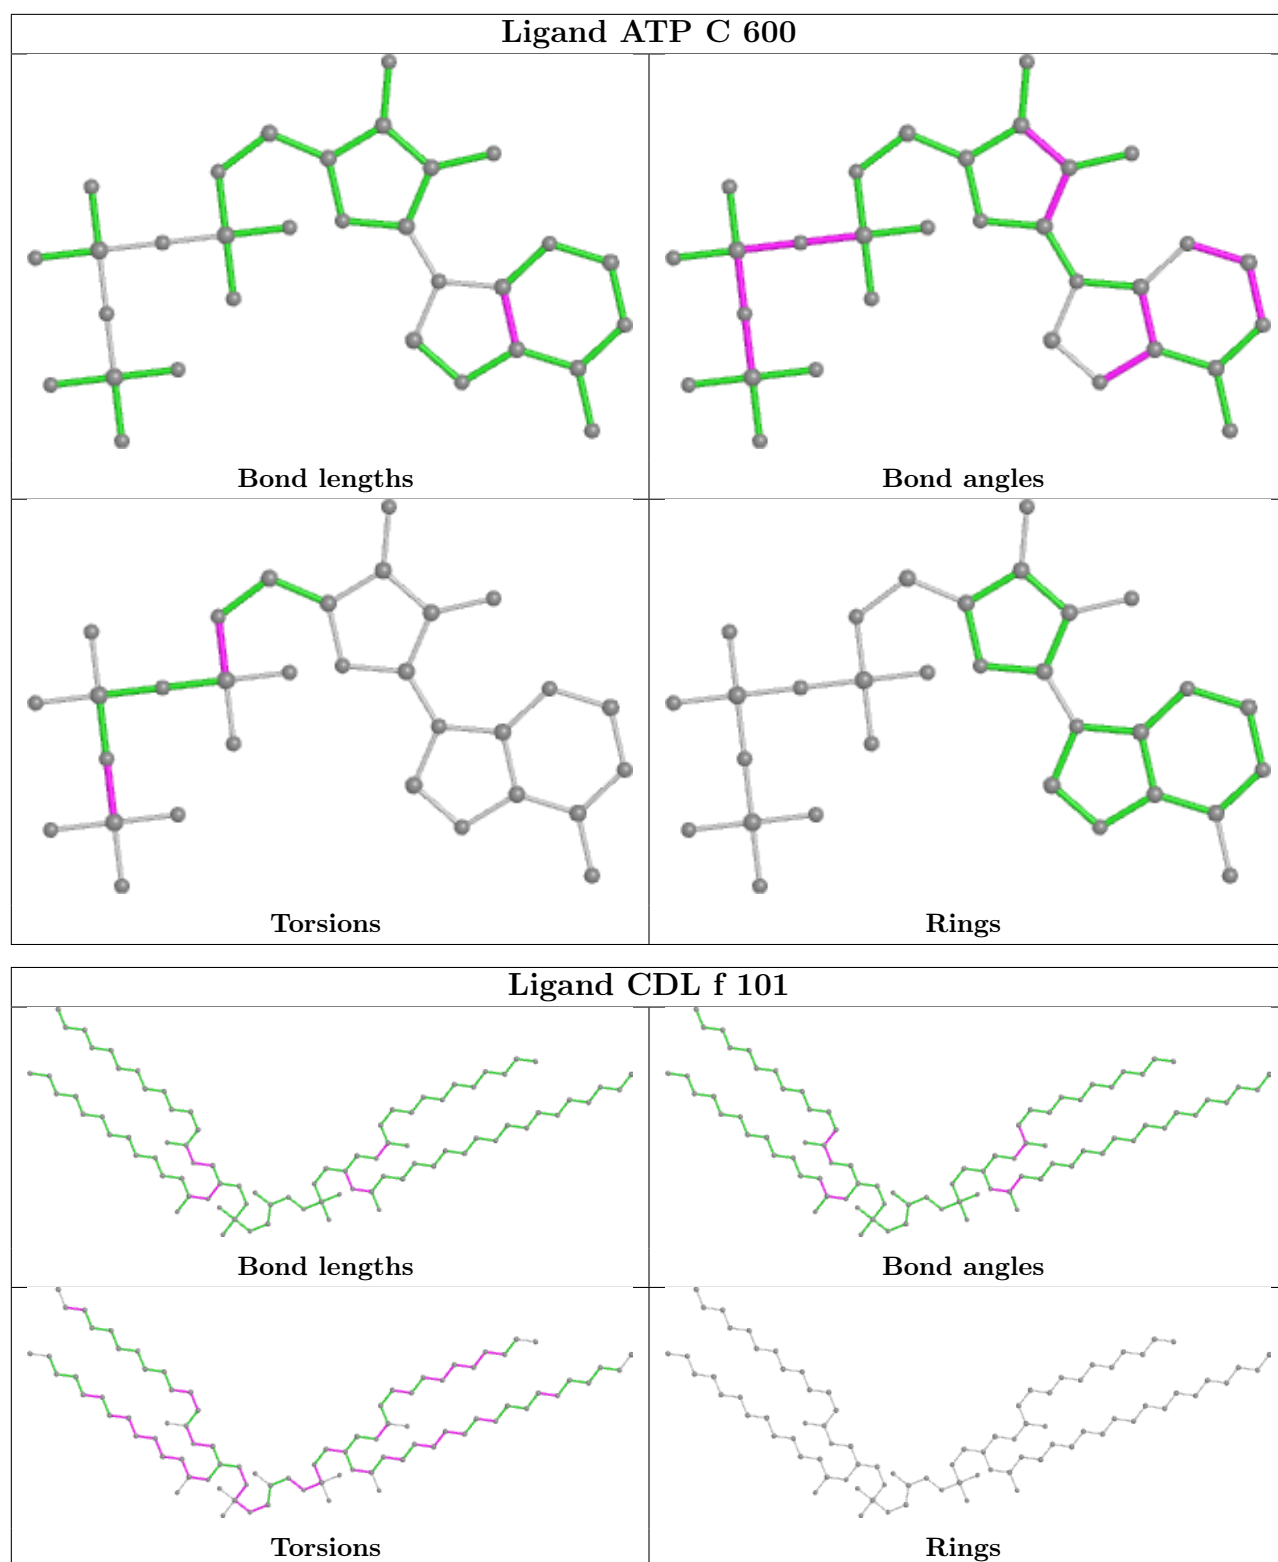 Ligand ATP C 600
Bond lengths
Bond angles
Torsions
Rings
Ligand CDL f 101
Bond lengths
Bond angles
Torsions
Rings